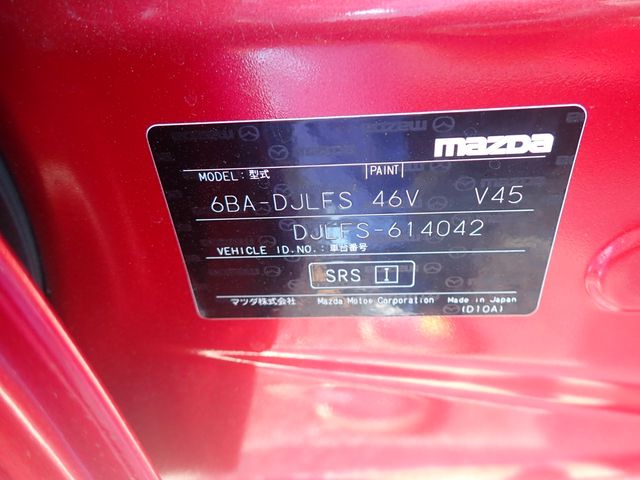 mazda
MODEL: 型式 PAINT
6BA-DJLFS 46V V45
DJLFS-614042
VEHICLE ID.NO.: 車台番号
SRS I
マツダ株式会社 Mazda Motor Corporation Made in Japan
(D10A)